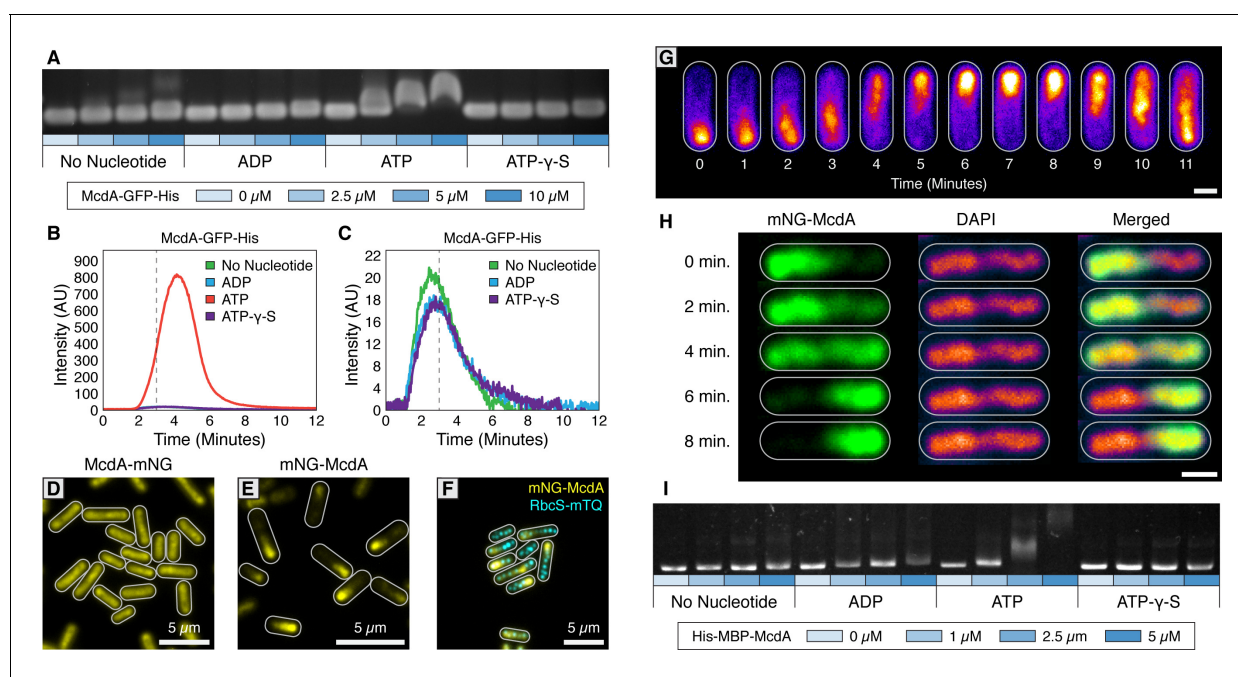 A
No Nucleotide ADP ATP ATP-γ-S
McdA-GFP-His 0 µM 2.5 µM 5 µM 10 µM
B
McdA-GFP-His
Intensity (AU)
900
800
700
600
500
400
300
200
100
0
No Nucleotide
ADP
ATP
ATP-γ-S
0 2 4 6 8 10 12
Time (Minutes)
C
McdA-GFP-His
Intensity (AU)
22
20
16
18
12
8
4
0
No Nucleotide
ADP
ATP-γ-S
0 2 4 6 8 10 12
Time (Minutes)
McdA-mNG
D
5 µm
mNG-McdA
E
5 µm
F
mNG-McdA
RbcS-mTQ
5 µm
G
0 1 2 3 4 5 6 7 8 9 10 11
Time (Minutes)
H
mNG-McdA DAPI Merged
0 min.
2 min.
4 min.
6 min.
8 min.
I
No Nucleotide ADP ATP ATP-γ-S
His-MBP-McdA 0 µM 1 µM 2.5 µm 5 µM